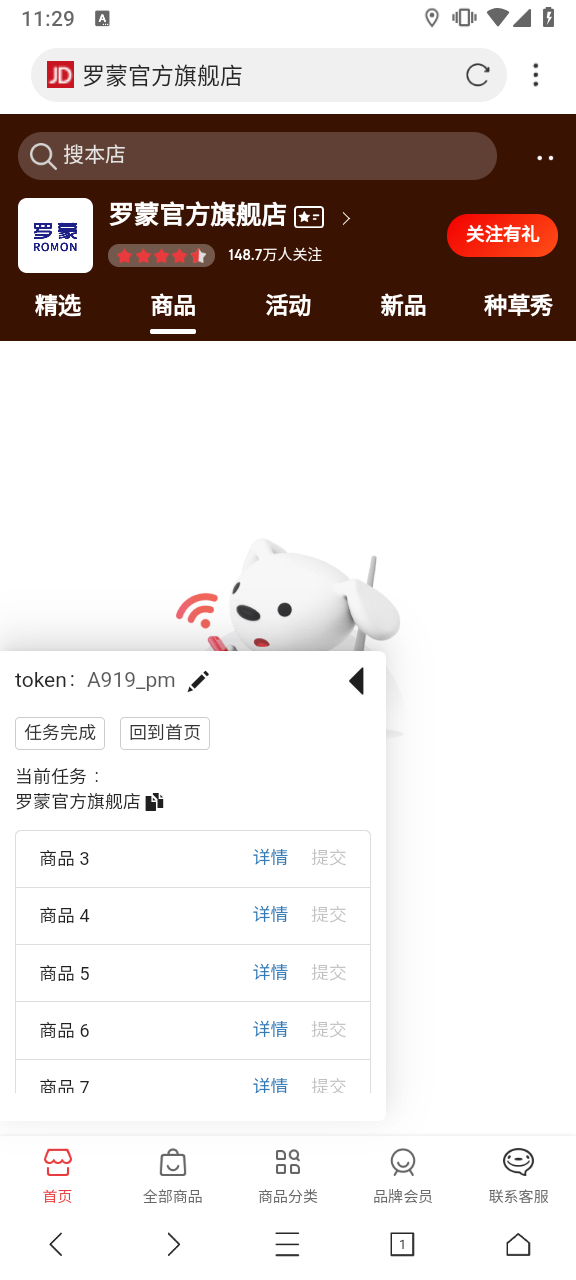 11:29 A
JD 罗蒙官方旗舰店
搜本店
罗蒙官方旗舰店
罗蒙
ROMON
148.7万人关注
关注有礼
精选 商品 活动 新品 种草秀
token： A919_pm
任务完成 回到首页
当前任务：
罗蒙官方旗舰店
商品 3 详情 提交
商品 4 详情 提交
商品 5 详情 提交
商品 6 详情 提交
商品 7 详情 提交
首页 全部商品 商品分类 品牌会员 联系客服
1